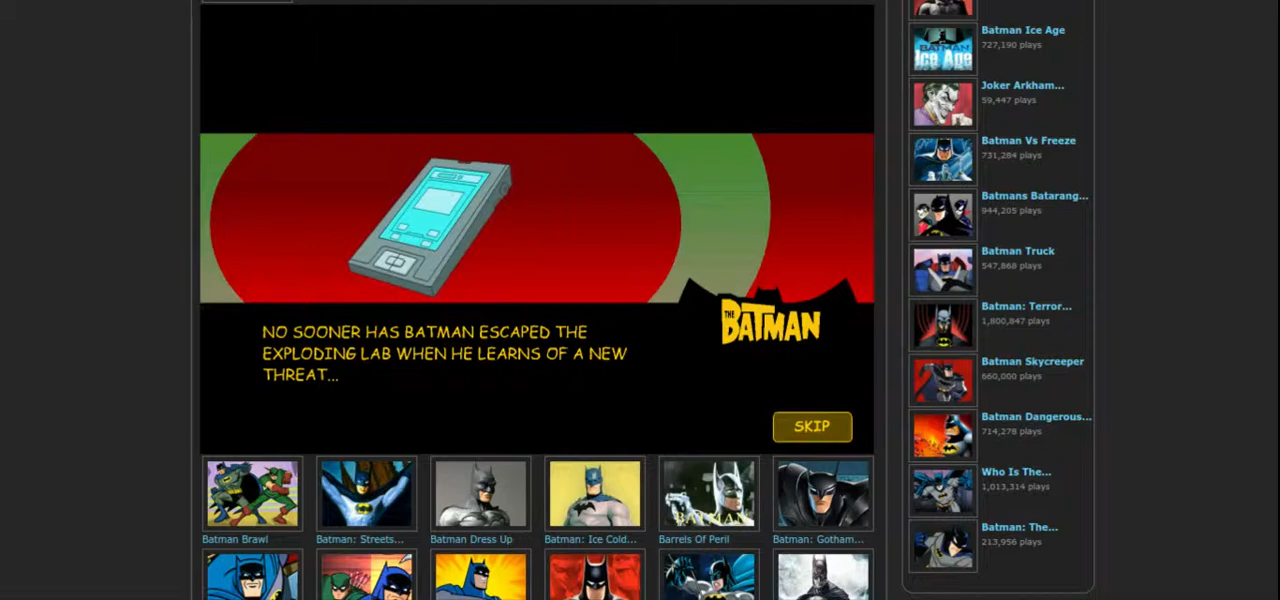 Batman Ice Age
727,190 plays
Joker Arkham...
59,447 plays
Batman Vs Freeze
731,284 plays
Batmans Batarang...
944,205 plays
Batman Truck
547,868 plays
Batman: Terror...
1,800,847 plays
Batman Skycreeper
660,000 plays
Batman Dangerous...
714,278 plays
Who Is The...
1,013,314 plays
Batman: The...
213,956 plays
BATMAN
Ice Age
THE
BATMAN
NO SOONER HAS BATMAN ESCAPED THE
EXPLODING LAB WHEN HE LEARNS OF A NEW
THREAT...
SKIP
BATMAN
Batman Brawl
Batman: Streets...
Batman Dress Up
Batman: Ice Cold...
Barrels Of Peril
Batman: Gotham...